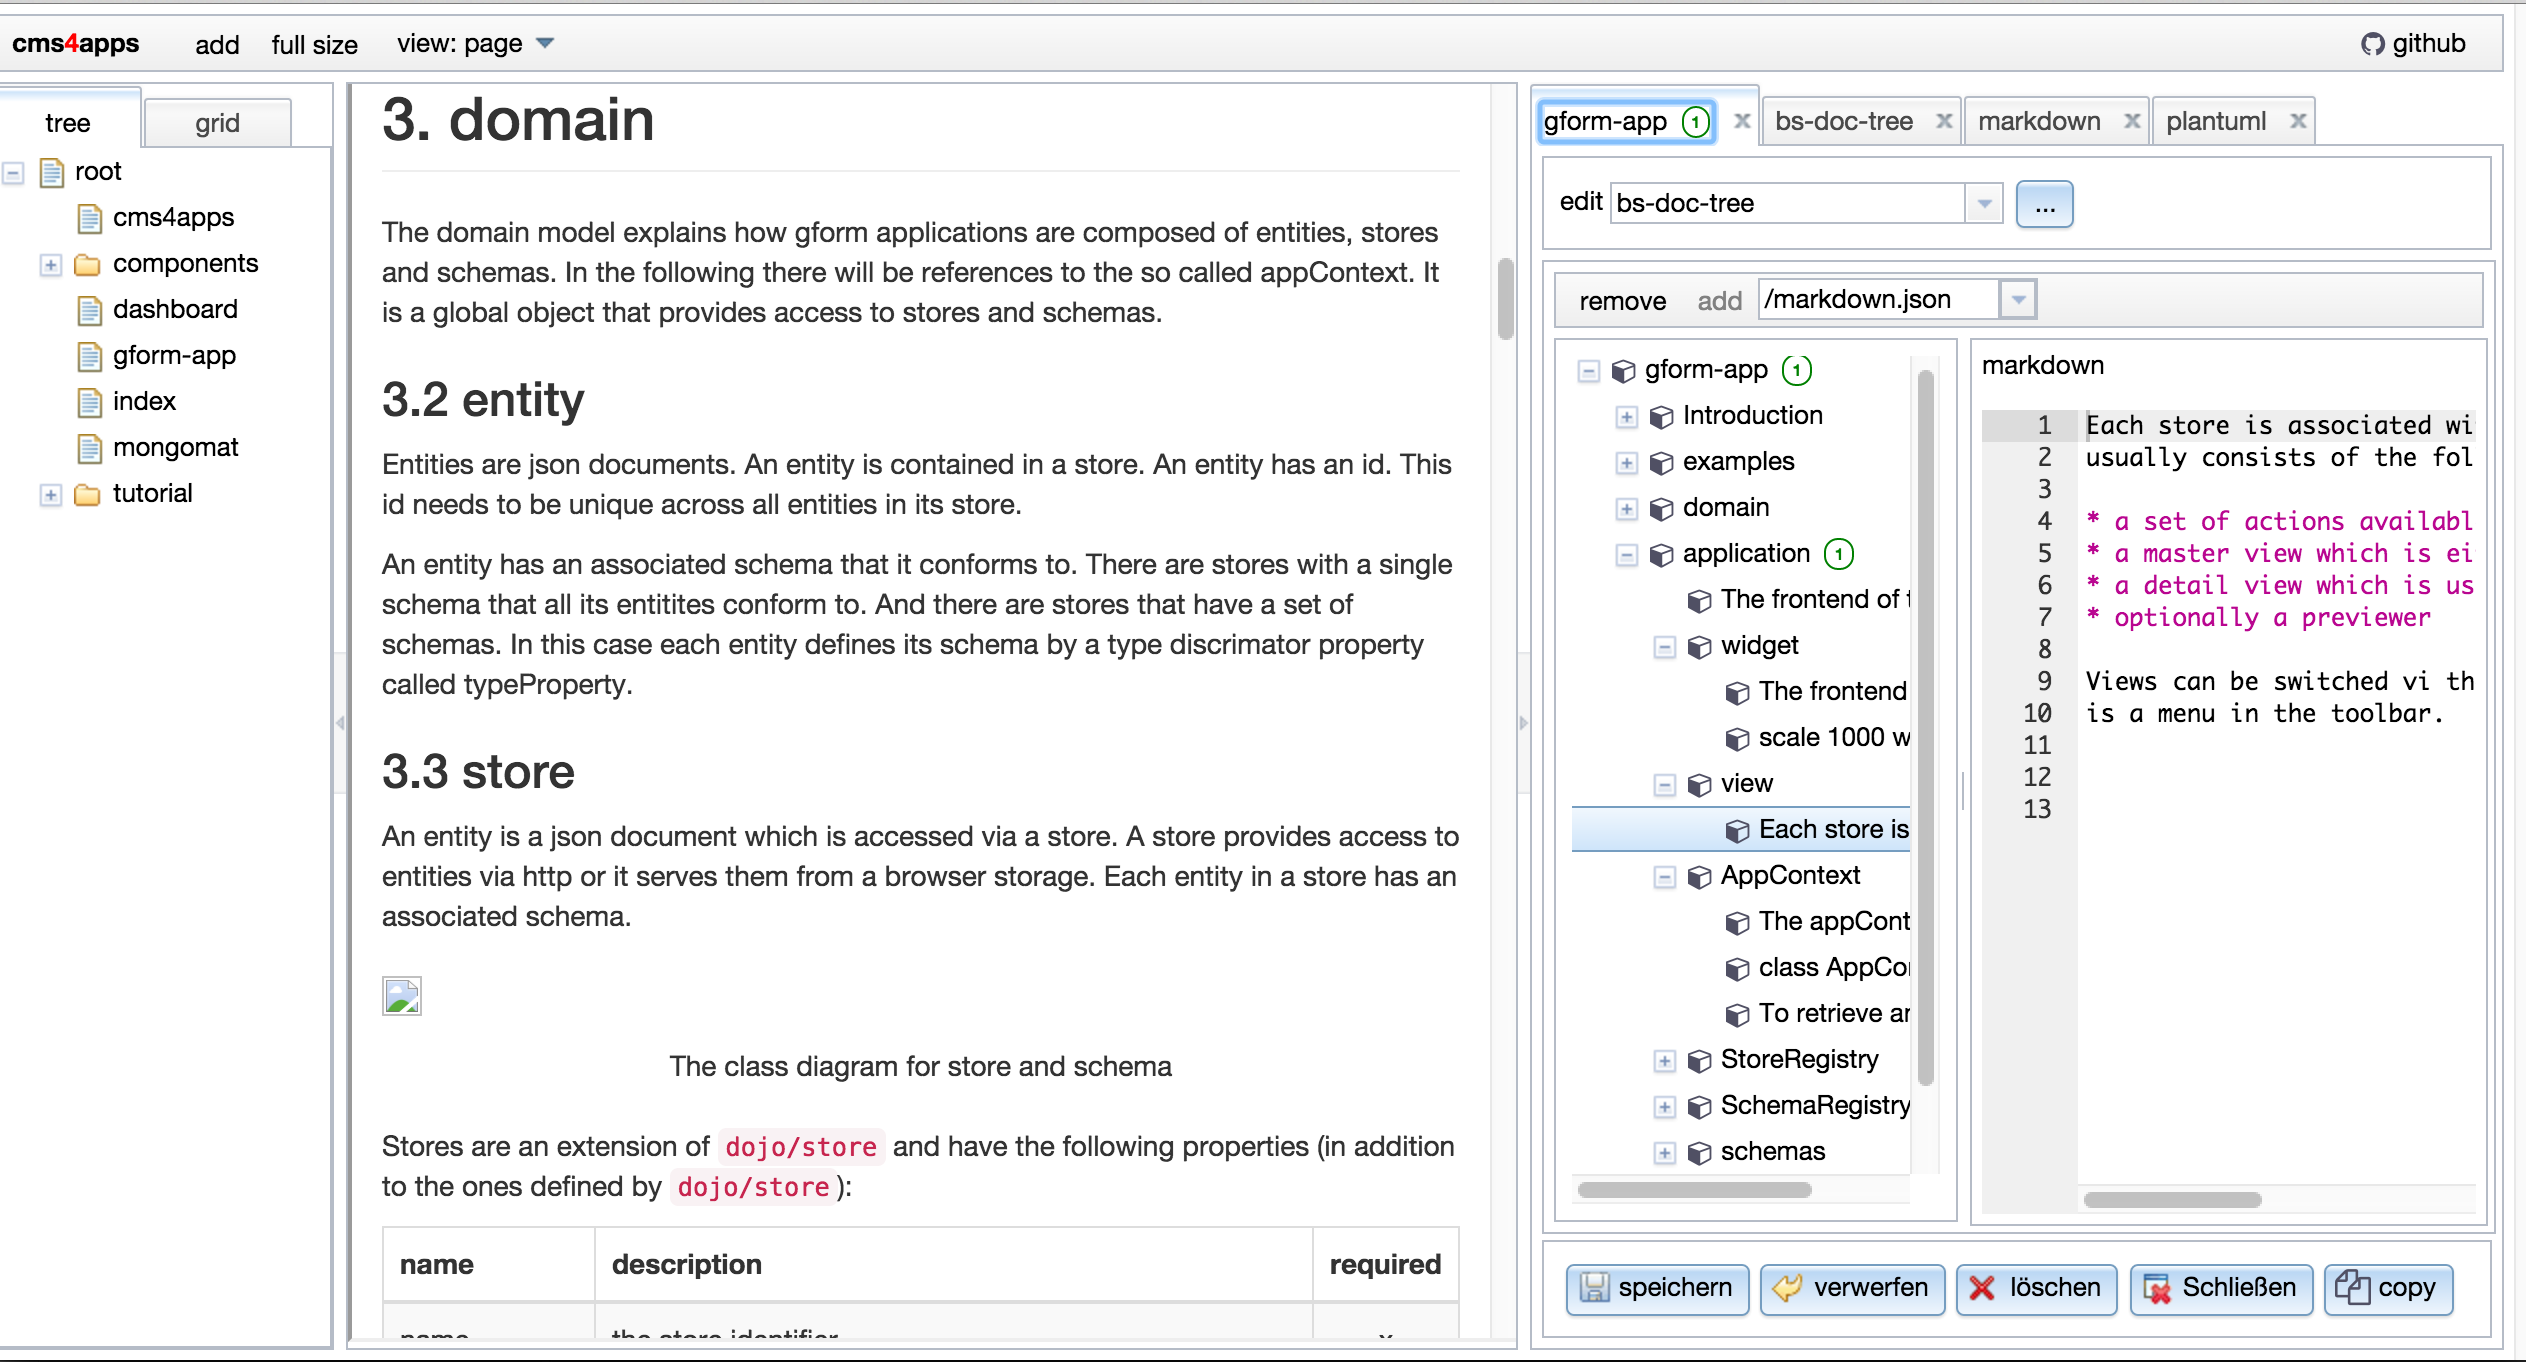 cms4apps add full size view: page github
tree grid
root
cms4apps
components
dashboard
gform-app
index
mongomat
tutorial
3. domain
The domain model explains how gform applications are composed of entities, stores
and schemas. In the following there will be references to the so called appContext. It
is a global object that provides access to stores and schemas.
3.2 entity
Entities are json documents. An entity is contained in a store. An entity has an id. This
id needs to be unique across all entities in its store.
An entity has an associated schema that it conforms to. There are stores with a single
schema that all its entitites conform to. And there are stores that have a set of
schemas. In this case each entity defines its schema by a type discrimator property
called typeProperty.
3.3 store
An entity is a json document which is accessed via a store. A store provides access to
entities via http or it serves them from a browser storage. Each entity in a store has an
associated schema.
The class diagram for store and schema
Stores are an extension of dojo/store and have the following properties (in addition
to the ones defined by dojo/store):
name description required
name the store identifier x
gform-app 1 bs-doc-tree markdown plantuml
edit bs-doc-tree ...
remove add /markdown.json
gform-app 1
Introduction
examples
domain
application 1
The frontend of t
widget
The frontend
scale 1000 w
view
Each store is
AppContext
The appCont
class AppCo
To retrieve ar
StoreRegistry
SchemaRegistry
schemas
markdown
1 Each store is associated wi
2 usually consists of the fol
3
4 * a set of actions availabl
5 * a master view which is ei
6 * a detail view which is us
7 * optionally a previewer
8
9 Views can be switched vi th
10 is a menu in the toolbar.
11
12
13
speichern verwerfen löschen Schließen copy